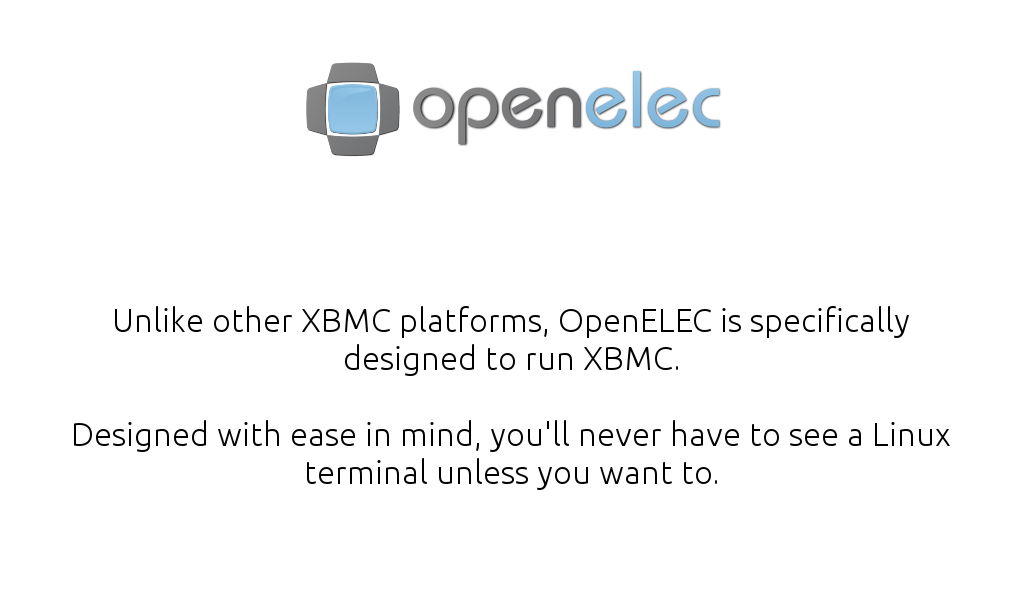 openelec
Unlike other XBMC platforms, OpenELEC is specifically
designed to run XBMC.
Designed with ease in mind, you'll never have to see a Linux
terminal unless you want to.